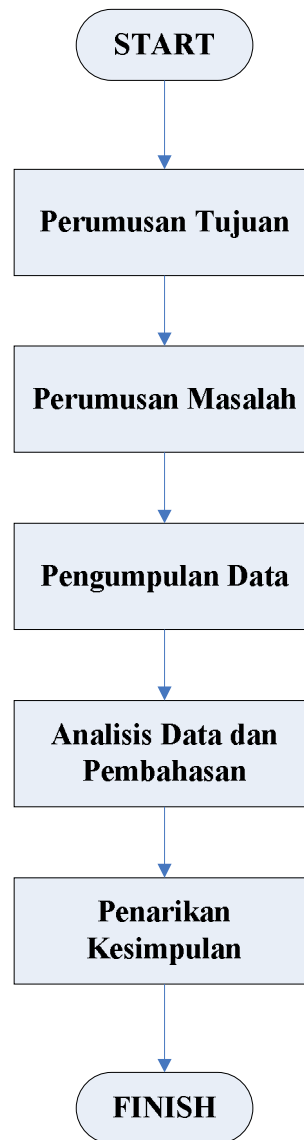 START
Perumusan Tujuan
Perumusan Masalah
Pengumpulan Data
Analisis Data dan
Pembahasan
Penarikan
Kesimpulan
FINISH